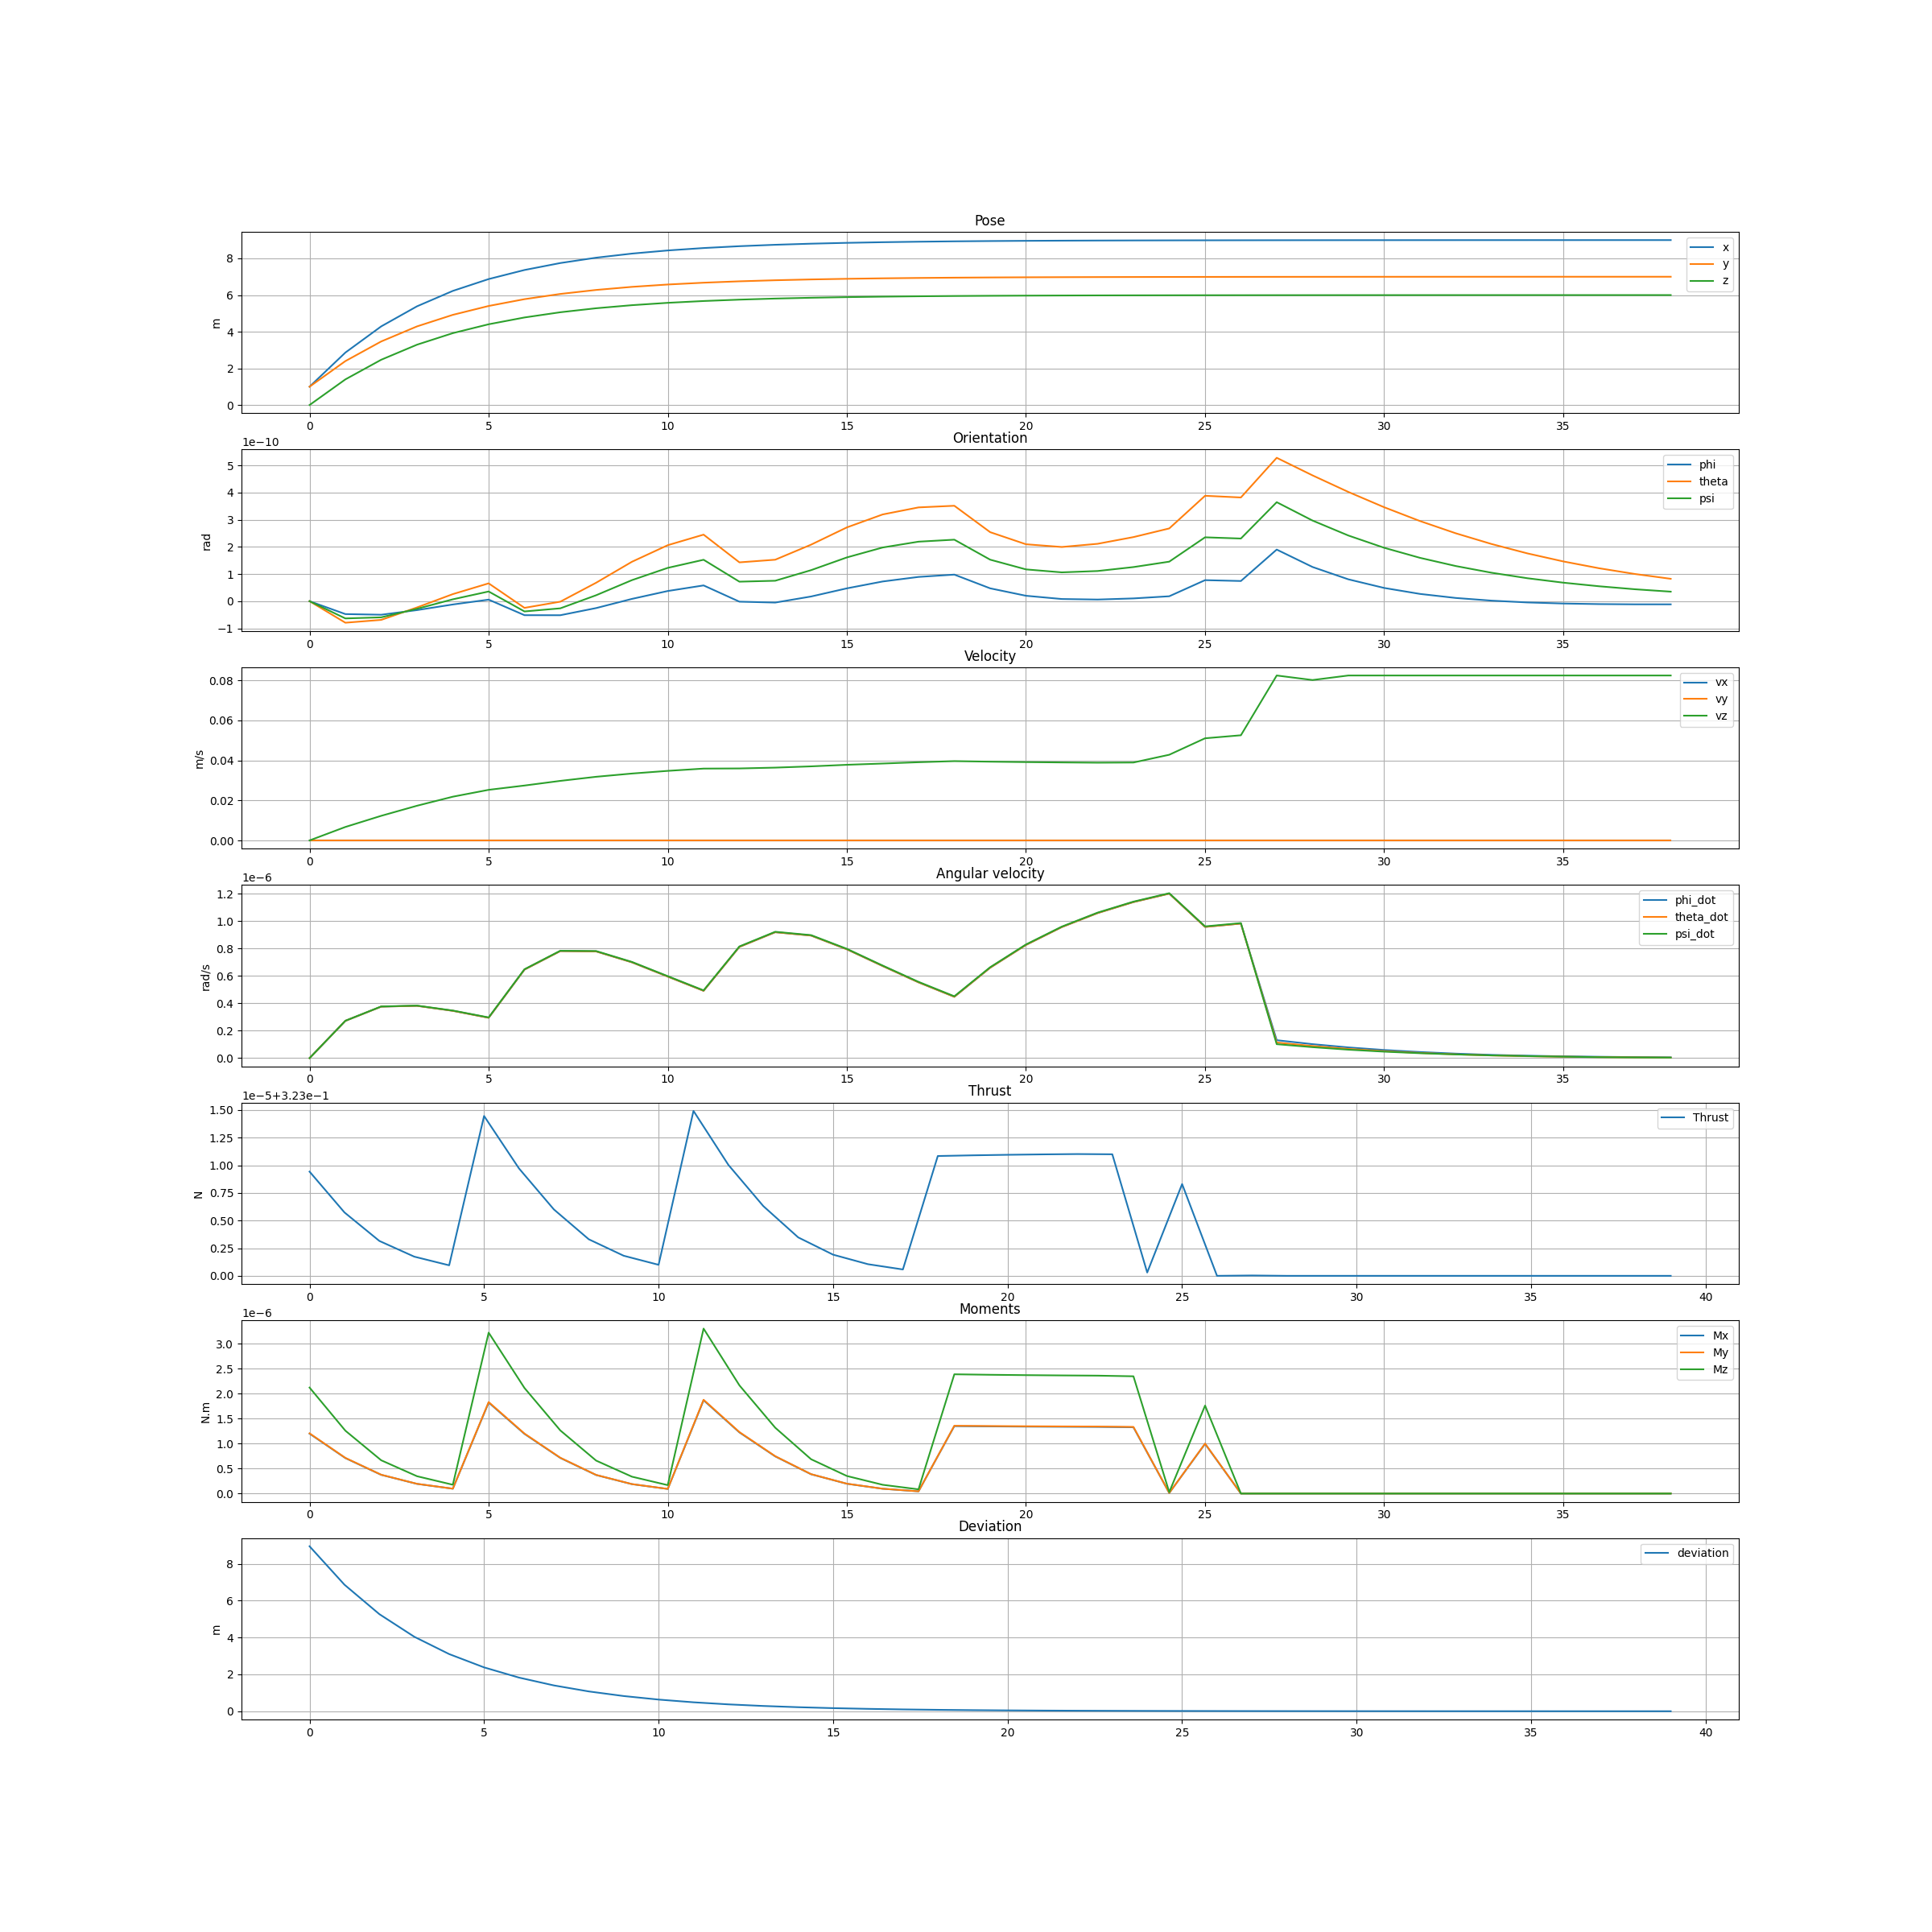 Pose
8
6
4
2
0
m
x
y
z
0 5 10 15 20 25 30 35
1e−10
Orientation
5
4
3
2
1
0
−1
rad
phi
theta
psi
0 5 10 15 20 25 30 35
Velocity
0.08
0.06
0.04
0.02
0.00
m/s
vx
vy
vz
0 5 10 15 20 25 30 35
1e−6
Angular velocity
1.2
1.0
0.8
0.6
0.4
0.2
0.0
rad/s
phi_dot
theta_dot
psi_dot
0 5 10 15 20 25 30 35
1e−5+3.23e−1
Thrust
1.50
1.25
1.00
0.75
0.50
0.25
0.00
N
Thrust
0 5 10 15 20 25 30 35 40
1e−6
Moments
3.0
2.5
2.0
1.5
1.0
0.5
0.0
N.m
Mx
My
Mz
0 5 10 15 20 25 30 35
Deviation
8
6
4
2
0
m
deviation
0 5 10 15 20 25 30 35 40